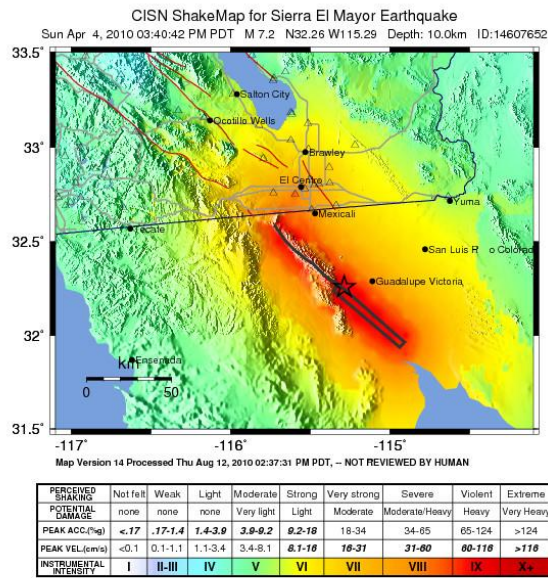 CISN ShakeMap for Sierra El Mayor Earthquake
Sun Apr 4, 2010 03:40:42 PM PDT M 7.2 N32.26 W115.29 Depth: 10.0km ID:14607652
33.5°
Salton City
Ocotillo Wells
33°
Brawley
El Centro
Mexicali
Yuma
Tecate
32.5°
San Luis R
Colorado
Guadalupe Victoria
32°
km
Ensenada
0 50
31.5°
-117° -116° -115°
Map Version 14 Processed Thu Aug 12, 2010 02:37:31 PM PDT, -- NOT REVIEWED BY HUMAN
PERCEIVED SHAKING Not felt Weak Light Moderate Strong Very strong Severe Violent Extreme
POTENTIAL DAMAGE none none none Very light Light Moderate Moderate/Heavy Heavy Very Heavy
PEAK ACC.(%g) <.17 .17-1.4 1.4-3.9 3.9-9.2 9.2-18 18-34 34-65 65-124 >124
PEAK VEL.(cm/s) <0.1 0.1-1.1 1.1-3.4 3.4-8.1 8.1-16 16-31 31-60 60-116 >116
INSTRUMENTAL INTENSITY I II-III IV V VI VII VIII IX X+